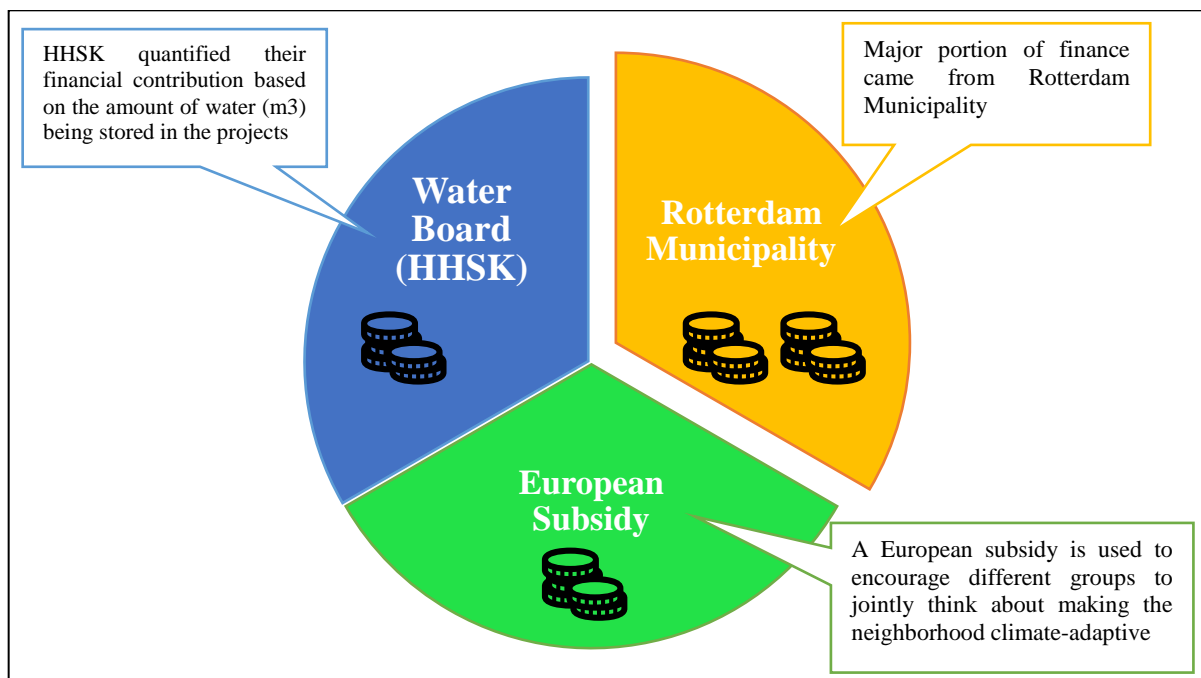 HHSK quantified their
financial contribution based
on the amount of water (m3)
being stored in the projects
Major portion of finance
came from Rotterdam
Municipality
Water
Board
(HHSK)
Rotterdam
Municipality
European
Subsidy
A European subsidy is used to
encourage different groups to
jointly think about making the
neighborhood climate-adaptive